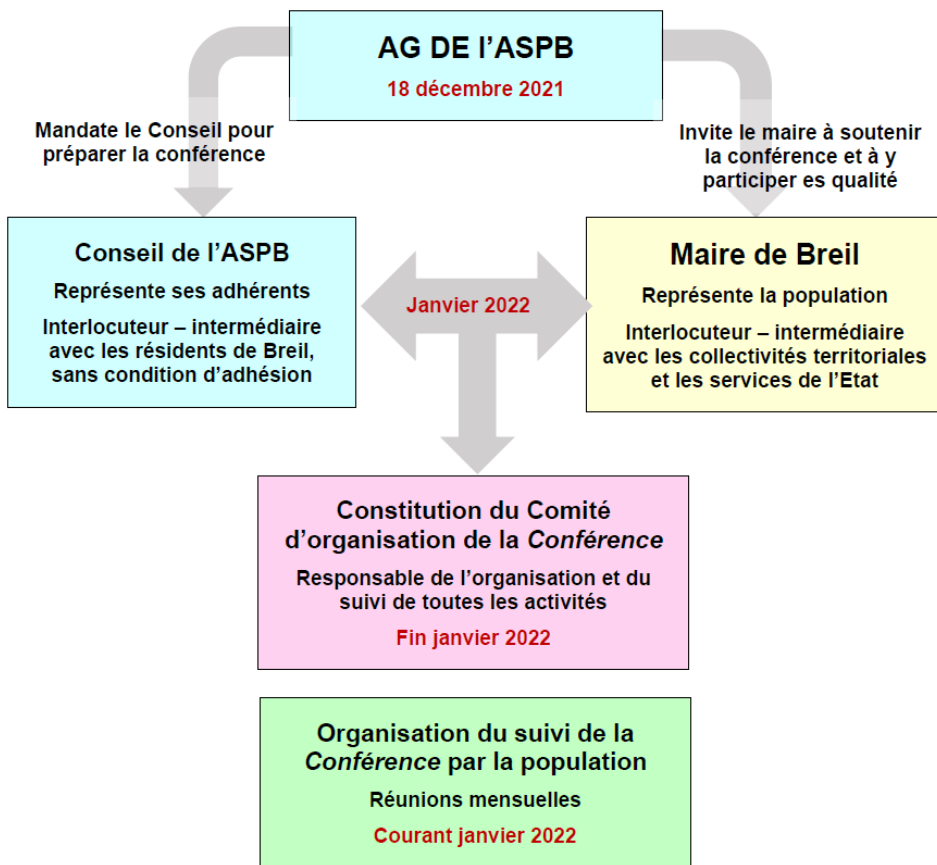 AG DE l’ASPB
18 décembre 2021
Mandate le Conseil pour
préparer la conférence
Invite le maire à soutenir
la conférence et à y
participer es qualité
Conseil de l’ASPB
Représente ses adhérents
Interlocuteur – intermédiaire
avec les résidents de Breil,
sans condition d’adhésion
Janvier 2022
Maire de Breil
Représente la population
Interlocuteur – intermédiaire
avec les collectivités territoriales
et les services de l’Etat
Constitution du Comité
d’organisation de la Conférence
Responsable de l’organisation et du
suivi de toutes les activités
Fin janvier 2022
Organisation du suivi de la
Conférence par la population
Réunions mensuelles
Courant janvier 2022